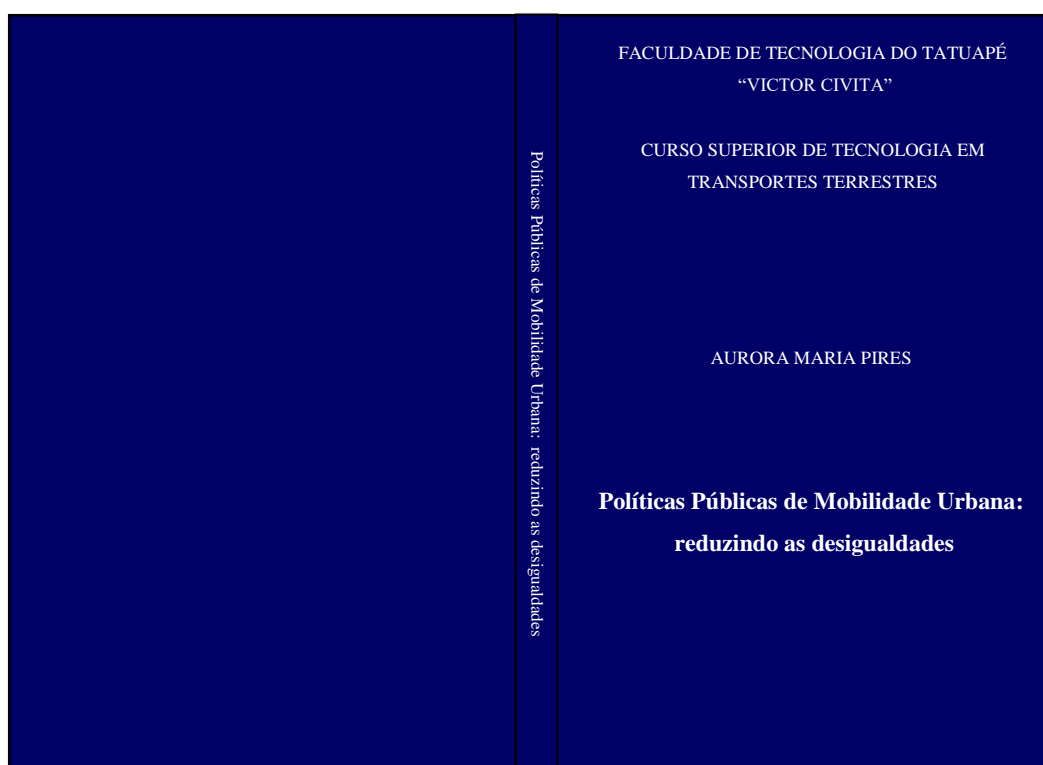 Políticas Públicas de Mobilidade Urbana: reduzindo as desigualdades
FACULDADE DE TECNOLOGIA DO TATUAPÉ
“VICTOR CIVITA”
CURSO SUPERIOR DE TECNOLOGIA EM
TRANSPORTES TERRESTRES
AURORA MARIA PIRES
Políticas Públicas de Mobilidade Urbana:
reduzindo as desigualdades